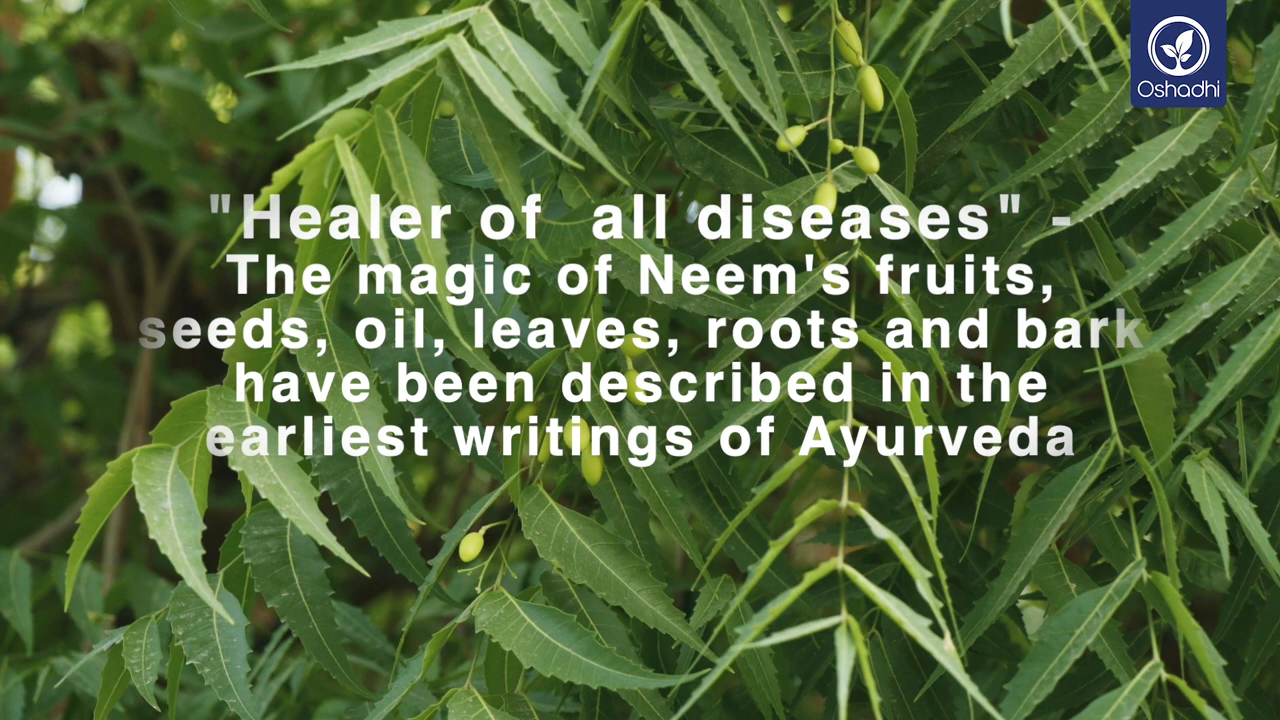 Oshadhi
"Healer of  all diseases" -
The magic of Neem's fruits,
seeds, oil, leaves, roots and bark
have been described in the
earliest writings of Ayurveda